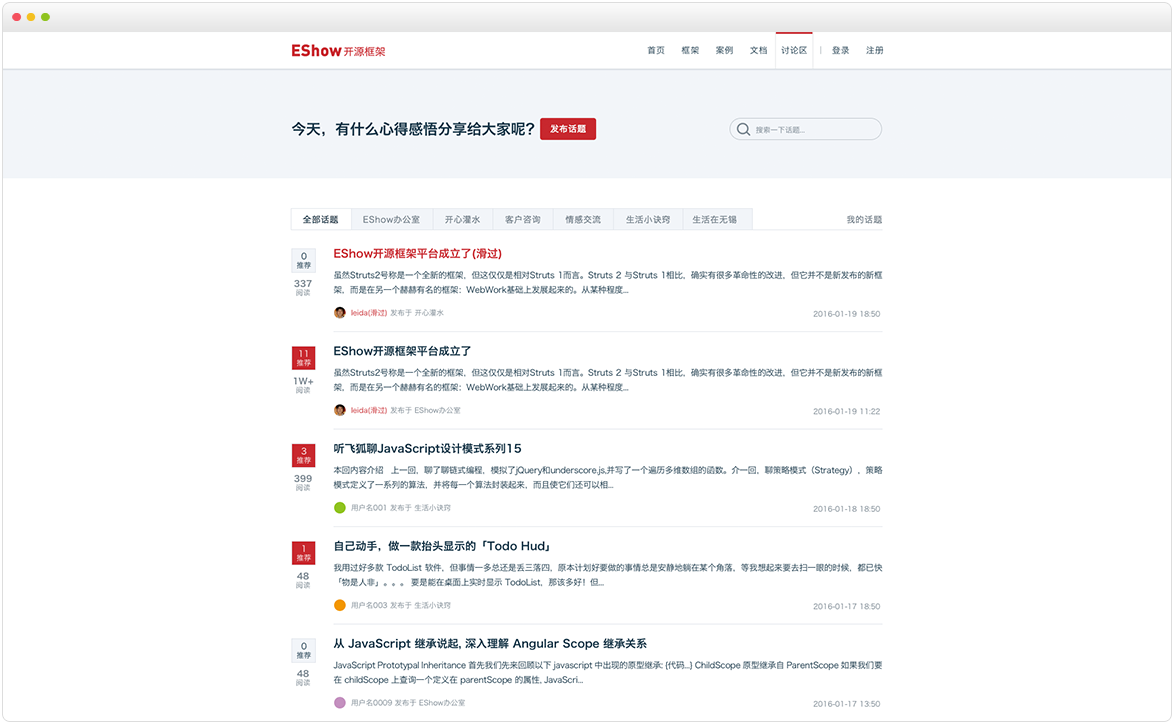 EShow 开源框架
首页 框架 案例 文档 讨论区 | 登录 注册
今天，有什么心得感悟分享给大家呢？ 发布话题 搜索一下话题...
全部话题 EShow办公室 开心灌水 客户咨询 情感交流 生活小诀窍 生活在无锡 我的话题
0
推荐
337
阅读
EShow开源框架平台成立了(滑过)
虽然Struts2号称是一个全新的框架，但这仅仅是相对Struts 1而言。Struts 2 与Struts 1相比，确实有很多革命性的改进，但它并不是新发布的新框
架，而是在另一个赫赫有名的框架：WebWork基础上发展起来的。从某种程度...
leida(滑过) 发布于 开心灌水 2016-01-19 18:50
11
推荐
1W+
阅读
EShow开源框架平台成立了
虽然Struts2号称是一个全新的框架，但这仅仅是相对Struts 1而言。Struts 2 与Struts 1相比，确实有很多革命性的改进，但它并不是新发布的新框
架，而是在另一个赫赫有名的框架：WebWork基础上发展起来的。从某种程度...
leida(滑过) 发布于 EShow办公室 2016-01-19 11:22
3
推荐
399
阅读
听飞狐聊JavaScript设计模式系列15
本回内容介绍 上一回，聊了聊链式编程，模拟了jQuery和underscore.js,并写了一个遍历多维数组的函数。介一回，聊策略模式（Strategy），策略
模式定义了一系列的算法，并将每一个算法封装起来，而且使它们还可以相...
用户名001 发布于 生活小诀窍 2016-01-18 18:50
1
推荐
48
阅读
自己动手，做一款抬头显示的「Todo Hud」
我用过好多款 TodoList 软件，但事情一多总还是丢三落四，原本计划好要做的事情总是安静地躺在某个角落，等我想起来要去扫一眼的时候，都已快
「物是人非」。。。 要是能在桌面上实时显示 TodoList，那该多好！但...
用户名003 发布于 生活小诀窍 2016-01-17 18:50
0
推荐
48
阅读
从 JavaScript 继承说起, 深入理解 Angular Scope 继承关系
JavaScript Prototypal Inheritance 首先我们先来回顾以下 javascript 中出现的原型继承: {代码...} ChildScope 原型继承自 ParentScope 如果我们要
在 childScope 上查询一个定义在 parentScope 的属性, JavaScri...
用户名0009 发布于 EShow办公室 2016-01-17 13:50